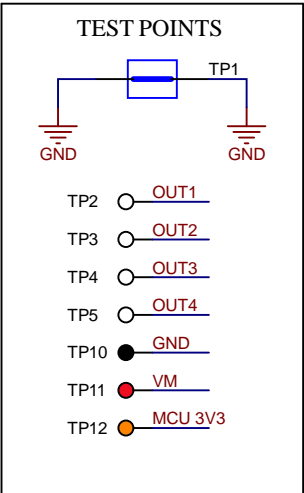 TEST POINTS
TP1
GND GND
TP2 OUT1
TP3 OUT2
TP4 OUT3
TP5 OUT4
TP10 GND
TP11 VM
TP12 MCU 3V3